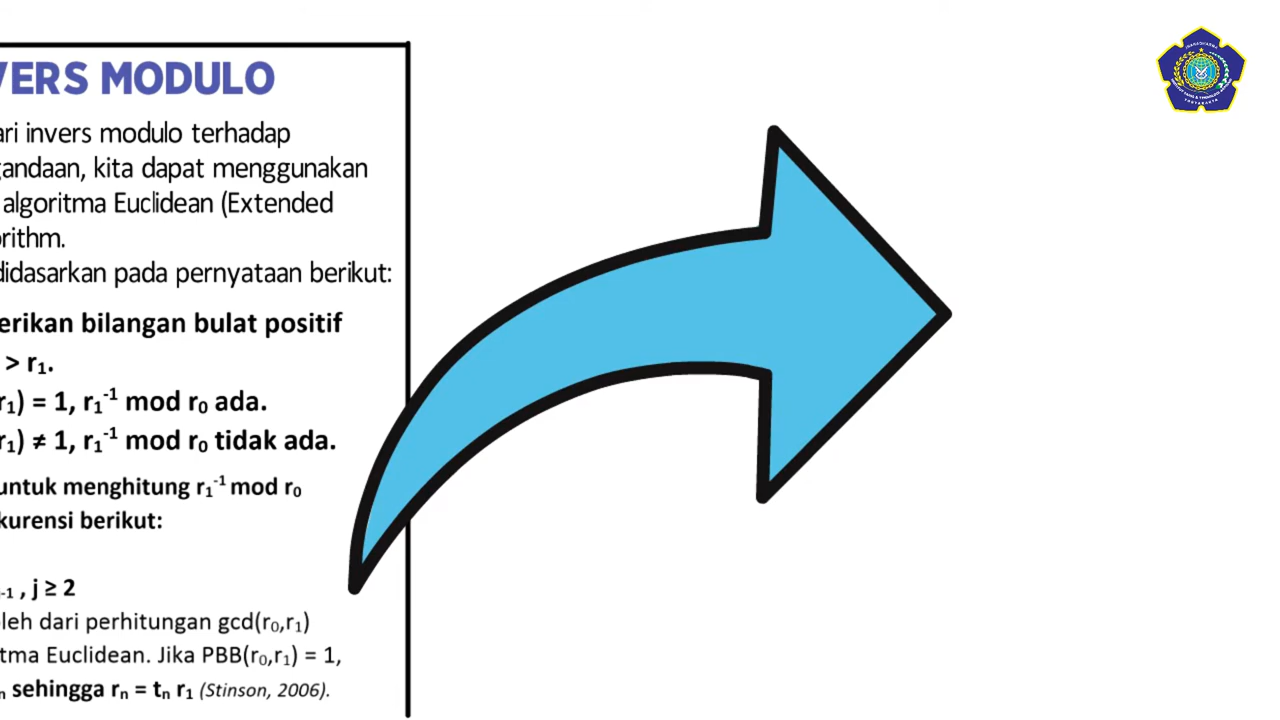 VERS MODULO
ari invers modulo terhadap
gandaan, kita dapat menggunakan
algoritma Euclidean (Extended
orithm.
didasarkan pada pernyataan berikut:
erikan bilangan bulat positif
> r₁.
r₁) = 1, r₁⁻¹ mod r₀ ada.
r₁) ≠ 1, r₁⁻¹ mod r₀ tidak ada.
untuk menghitung r₁⁻¹ mod r₀
kurensi berikut:
₋₁ , j ≥ 2
leh dari perhitungan gcd(r₀,r₁)
tma Euclidean. Jika PBB(r₀,r₁) = 1,
ₙ sehingga rₙ = tₙ r₁ (Stinson, 2006).
YOGYAKARTA